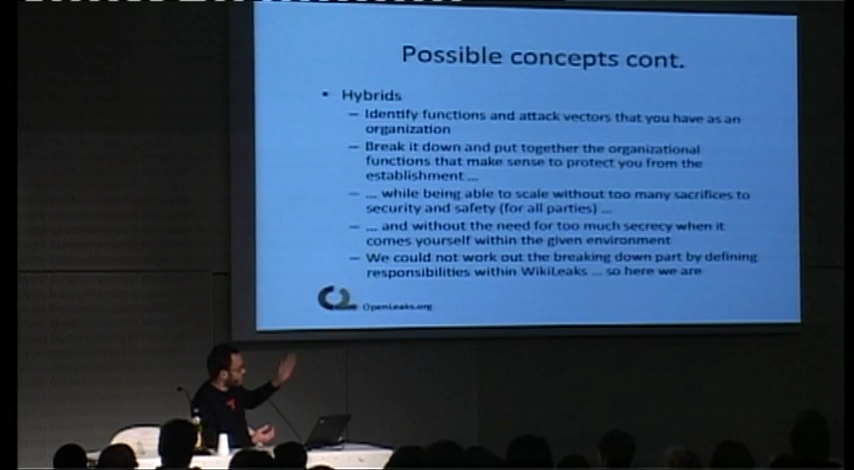 Possible concepts cont.
• Hybrids
– Identify functions and attack vectors that you have as an
organization
– Break it down and put together the organizational
functions that make sense to protect you from the
establishment ...
– ... while being able to scale without too many sacrifices to
security and safety (for all parties) ...
– ... and without the need for too much secrecy when it
comes yourself within the given environment
– We could not work out the breaking down part by defining
responsibilities within WikiLeaks ... so here we are
OpenLeaks.org